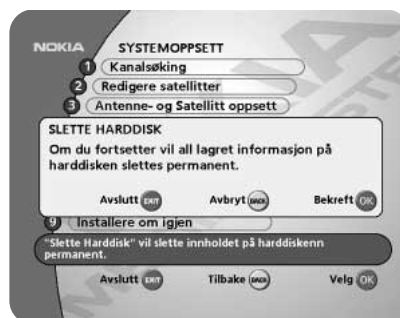 NOKIA
SYSTEMOPPSETT
1 Kanalsøking
2 Redigere satellitter
3 Antenne- og Satellitt oppsett
SLETTE HARDDISK
Om du fortsetter vil all lagret informasjon på
harddisken slettes permanent.
Avslutt EXIT Avbryt BACK Bekreft OK
9 Installere om igjen
"Slette Harddisk" vil slette innholdet på harddiskenn
permanent.
Avslutt EXIT Tilbake BACK Velg OK